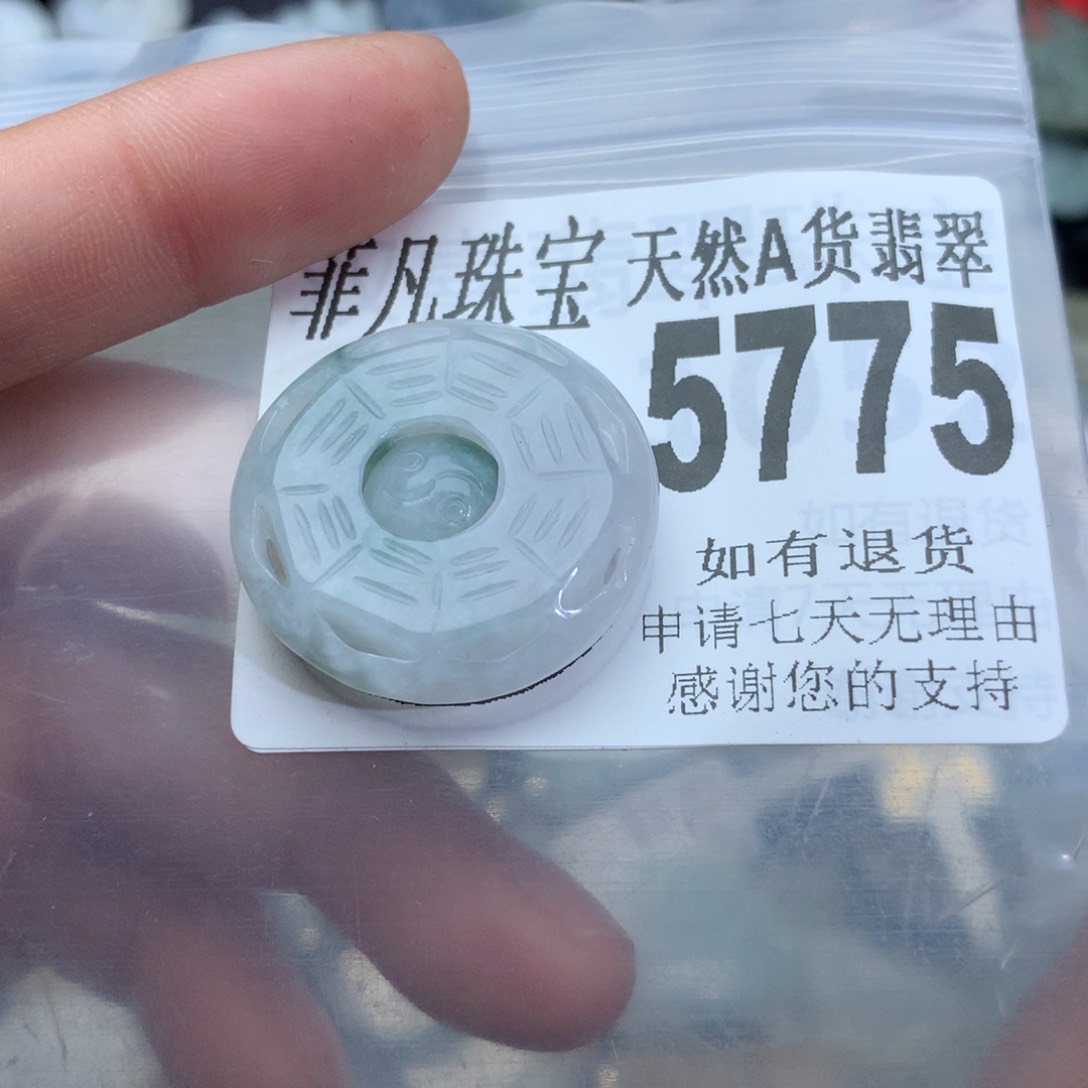 菲凡珠宝 天然A货翡翠
5775
如有退货
申请七天无理由
感谢您的支持